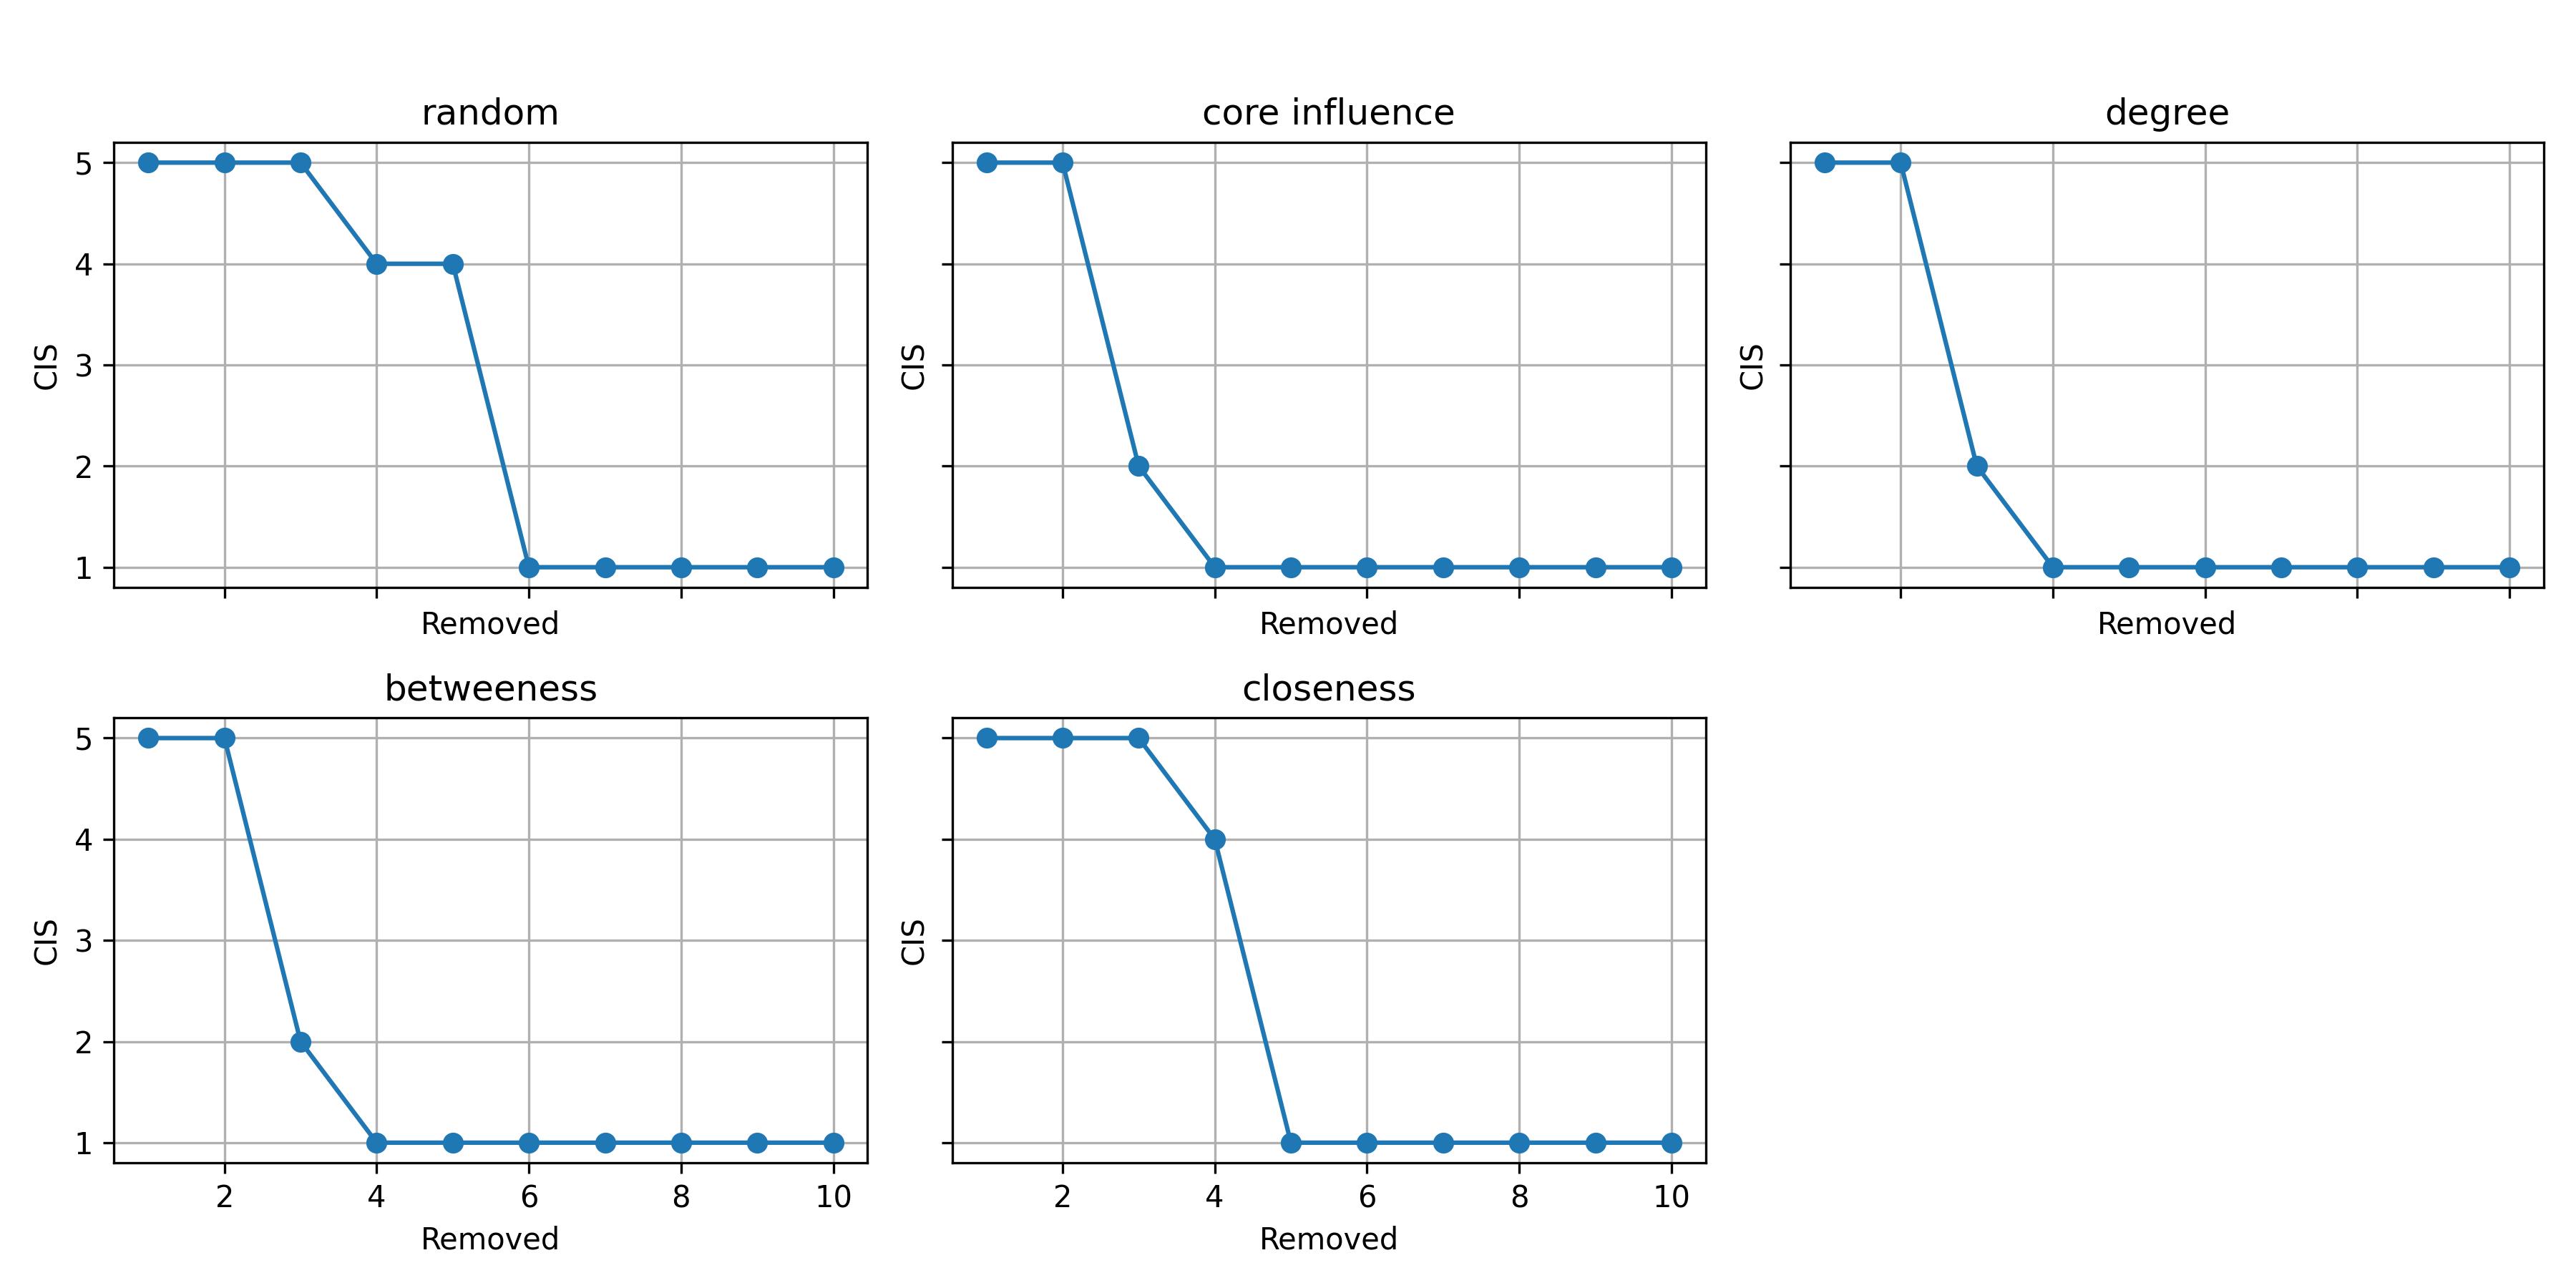 random
core influence
degree
5
4
3
2
1
CIS
CIS
CIS
Removed
Removed
Removed
betweeness
closeness
5
4
3
2
1
CIS
CIS
2 4 6 8 10
2 4 6 8 10
Removed
Removed